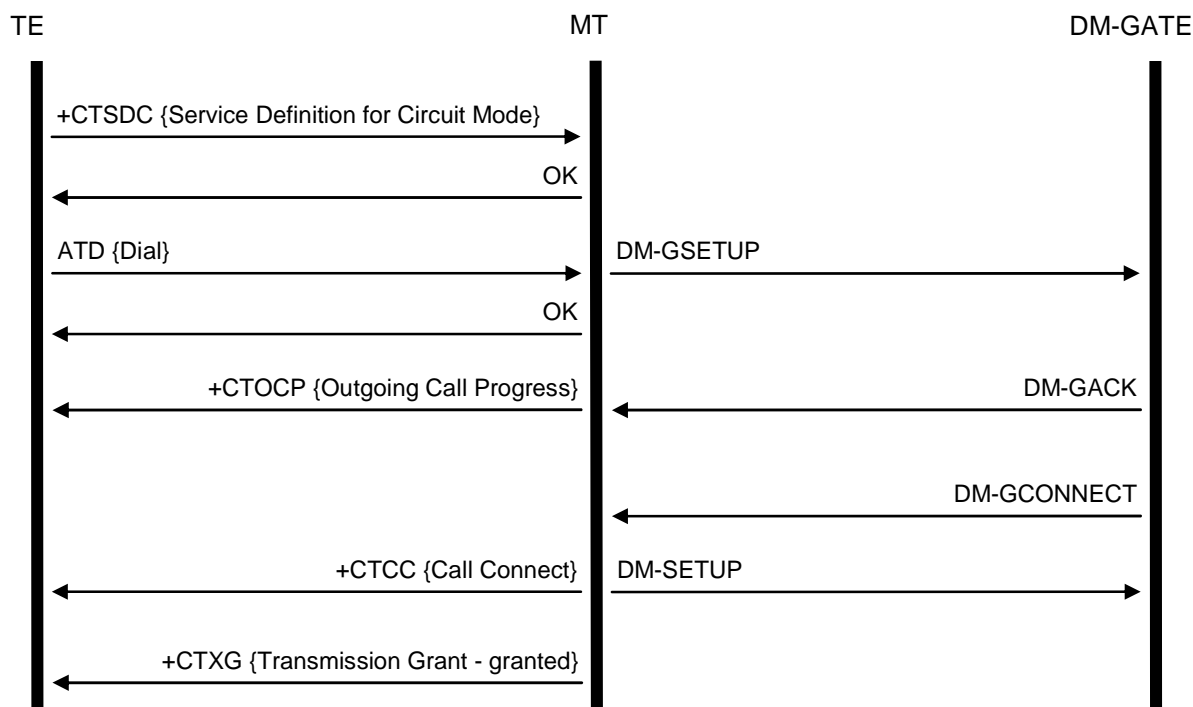 TE
MT
DM-GATE
+CTSDC {Service Definition for Circuit Mode}
OK
ATD {Dial}
DM-GSETUP
OK
+CTOCP {Outgoing Call Progress}
DM-GACK
DM-GCONNECT
+CTCC {Call Connect}
DM-SETUP
+CTXG {Transmission Grant - granted}